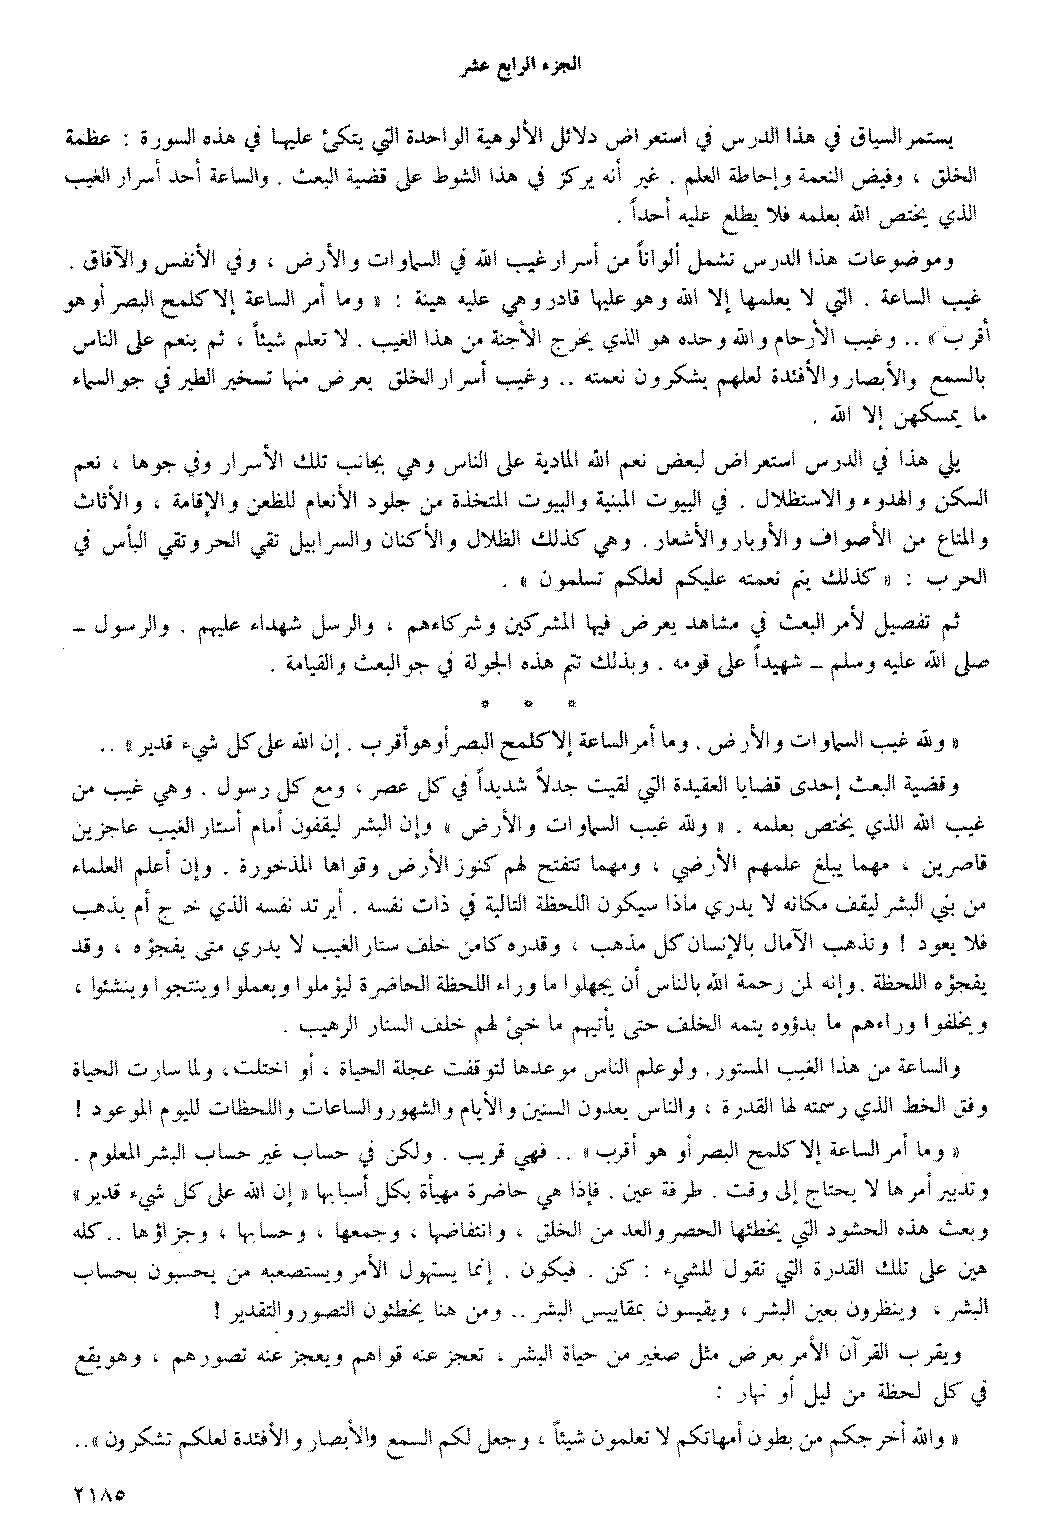 الجزء الرابع عشر
يستمر السياق في هذا الدرس في استعراض دلائل الألوهية الواحدة التي يتكئ عليها في هذه السورة : عظمة
الخلق ، وفيض النعمة وإحاطة العلم . غير أنه يركز في هذا الشوط على قضية البعث . والساعة أحد أسرار الغيب
الذي يختص الله بعلمه فلا يطلع عليه أحداً .
وموضوعات هذا الدرس تشمل ألواناً من أسرار غيب الله في السماوات والأرض ، وفي الأنفس والآفاق .
غيب الساعة . التي لا يعلمها إلا الله وهو عليها قادر وهي عليه هينة : « وما أمر الساعة إلا كلمح البصر أو هو
أقرب » .. وغيب الأرحام والله وحده هو الذي يخرج الأجنة من هذا الغيب . لا تعلم شيئاً ، ثم ينعم على الناس
بالسمع والأبصار والأفئدة لعلهم يشكرون نعمته .. وغيب أسرار الخلق يعرض منها تسخير الطير في جو السماء
ما يمسكهن إلا الله .
يلي هذا في الدرس استعراض لبعض نعم الله المادية على الناس وهي بجانب تلك الأسرار وفي جوها ، نعم
السكن والهدوء والاستظلال . في البيوت المبنية والبيوت المتخذة من جلود الأنعام للظعن والإقامة ، والأثاث
والمتاع من الأصواف والأوبار والأشعار . وهي كذلك الظلال والأكنان والسرابيل تقي الحر وتقي البأس في
الحرب : « كذلك يتم نعمته عليكم لعلكم تسلمون » .
ثم تفصيل لأمر البعث في مشاهد يعرض فيها المشركين وشركاءهم ، والرسل شهداء عليهم . والرسول –
صلى الله عليه وسلم – شهيداً على قومه . وبذلك تتم هذه الجولة في جو البعث والقيامة .
* * *
« ولله غيب السماوات والأرض . وما أمر الساعة إلا كلمح البصر أو هو أقرب . إن الله على كل شيء قدير » ..
وقضية البعث إحدى قضايا العقيدة التي لقيت جدلاً شديداً في كل عصر ، ومع كل رسول . وهي غيب من
غيب الله الذي يختص بعلمه . « ولله غيب السماوات والأرض » وإن البشر ليقفون أمام أستار الغيب عاجزين
قاصرين ، مهما يبلغ علمهم الأرضي ، ومهما تتفتح لهم كنوز الأرض وقواها المذخورة . وإن أعلم العلماء
من بني البشر ليقف مكانه لا يدري ماذا سيكون اللحظة التالية في ذات نفسه . أيرتد نفسه الذي خرج أم يذهب
فلا يعود ! وتذهب الآمال بالإنسان كل مذهب ، وقدره كامن خلف ستار الغيب لا يدري متى يفجؤه ، وقد
يفجؤه اللحظة . وإنه لمن رحمة الله بالناس أن يجهلوا ما وراء اللحظة الحاضرة ليؤملوا ويعملوا وينتجوا وينشئوا ،
ويخلفوا وراءهم ما بدؤوه يتمه الخلف حتى يأتيهم ما خبئ لهم خلف الستار الرهيب .
والساعة من هذا الغيب المستور . ولو علم الناس موعدها لتوقفت عجلة الحياة ، أو اختلت ، ولما سارت الحياة
وفق الخط الذي رسمته لها القدرة ، والناس يعدون السنين والأيام والشهور والساعات واللحظات لليوم الموعود !
« وما أمر الساعة إلا كلمح البصر أو هو أقرب » .. فهي قريب . ولكن في حساب غير حساب البشر المعلوم .
وتدبير أمرها لا يحتاج إلى وقت . طرفة عين . فإذا هي حاضرة مهيأة بكل أسبابها « إن الله على كل شيء قدير »
وبعث هذه الحشود التي يخطئها الحصر والعد من الخلق ، وانتفاضها ، وجمعها ، وحسابها ، وجزاؤها .. كله
هين على تلك القدرة التي تقول للشيء : كن . فيكون . إنما يستهول الأمر ويستصعبه من يحسبون بحساب
البشر ، وينظرون بعين البشر ، ويقيسون بمقاييس البشر .. ومن هنا يخطئون التصور والتقدير !
ويقرب القرآن الأمر بعرض مثل صغير من حياة البشر ، تعجز عنه قواهم ويعجز عنه تصورهم ، وهو يقع
في كل لحظة من ليل أو نهار :
« والله أخرجكم من بطون أمهاتكم لا تعلمون شيئاً ، وجعل لكم السمع والأبصار والأفئدة لعلكم تشكرون » ..
٢١٨٥